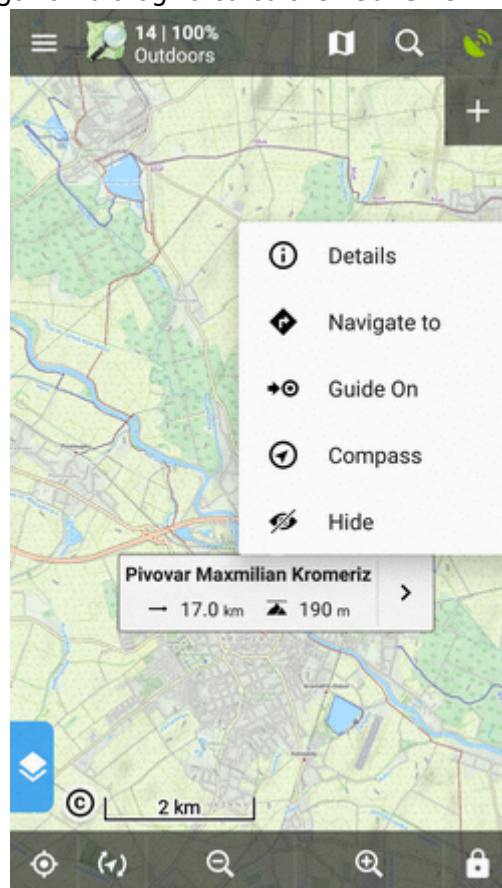 14 | 100%
Outdoors
Details
Navigate to
Guide On
Compass
Hide
Pivovar Maxmilian Kromeriz
17.0 km 190 m
©
2 km